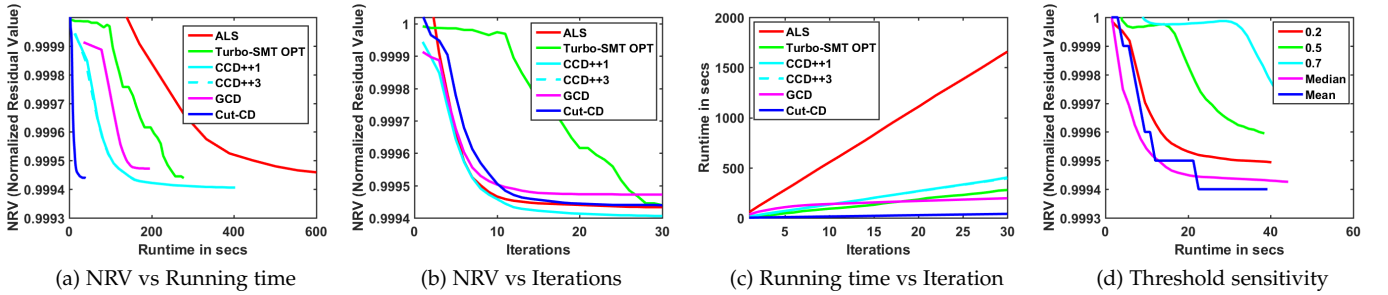 NRV (Normalized Residual Value)
0.9999
0.9998
0.9997
0.9996
0.9995
0.9994
0.9993
0 200 400 600
Runtime in secs
ALS
Turbo-SMT OPT
CCD++1
CCD++3
GCD
Cut-CD
(a) NRV vs Running time
NRV (Normalized Residual Value)
1
0.9999
0.9998
0.9997
0.9996
0.9995
0.9994
0 10 20 30
Iterations
ALS
Turbo-SMT OPT
CCD++1
CCD++3
GCD
Cut-CD
(b) NRV vs Iterations
Runtime in secs
2000
1500
1000
500
0
5 10 15 20 25 30
Iterations
ALS
Turbo-SMT OPT
CCD++1
CCD++3
GCD
Cut-CD
(c) Running time vs Iteration
NRV (Normalized Residual Value)
1
0.9999
0.9998
0.9997
0.9996
0.9995
0.9994
0.9993
0 20 40 60
Runtime in secs
0.2
0.5
0.7
Median
Mean
(d) Threshold sensitivity